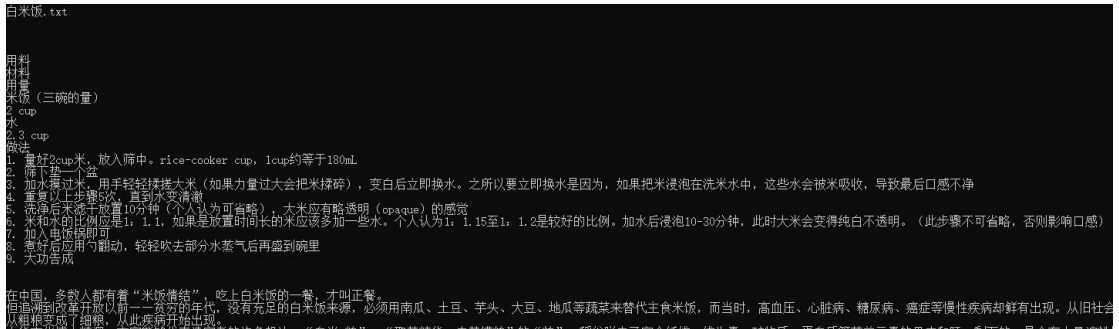 白米饭.txt
用料
材料
用量
米饭（三碗的量）
2 cup
水
2.3 cup
做法
1. 量好2cup米，放入筛中。rice-cooker cup，1cup约等于180mL
2. 筛下垫一个盆
3. 加水摸过米，用手轻轻揉搓大米（如果力量过大会把米揉碎），变白后立即换水。之所以要立即换水是因为，如果把米浸泡在洗米水中，这些水会被米吸收，导致最后口感不净
4. 重复以上步骤5次，直到水变清澈
5. 洗净后米滤干放置10分钟（个人认为可省略），大米应有略透明（opaque）的感觉
6. 米和水的比例应是1：1.1，如果是放置时间长的米应该多加一些水。个人认为1：1.15至1：1.2是较好的比例。加水后浸泡10-30分钟，此时大米会变得纯白不透明。（此步骤不可省略，否则影响口感）
7. 加入电饭锅即可
8. 煮好后应用勺翻动，轻轻吹去部分水蒸气后再盛到碗里
9. 大功告成
在中国，多数人都有着“米饭情结”，吃上白米饭的一餐，才叫正餐。
但追溯到改革开放以前——贫穷的年代，没有充足的白米饭来源，必须用南瓜、土豆、芋头、大豆、地瓜等蔬菜来替代主食米饭，而当时，高血压、心脏病、糖尿病、癌症等慢性疾病却鲜有出现。从旧社会
从粗粮变成了细粮，从此疾病开始出现。